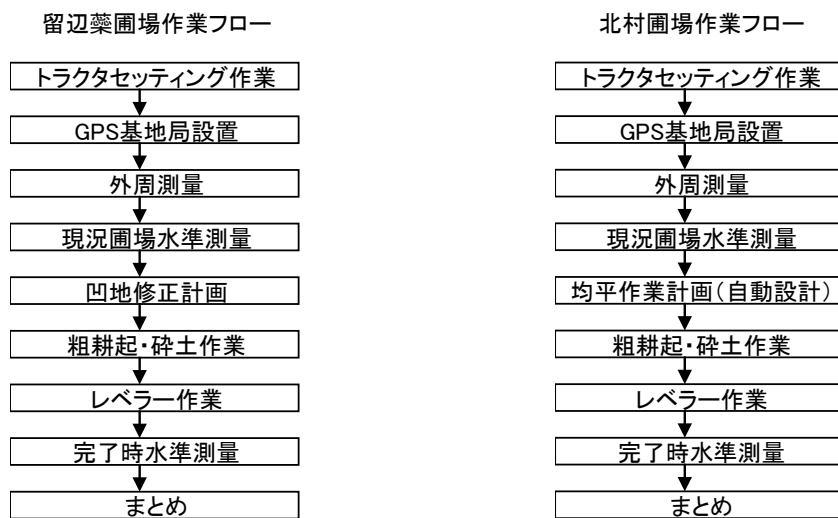 留辺蘂圃場作業フロー
トラクタセッティング作業
GPS基地局設置
外周測量
現況圃場水準測量
凹地修正計画
粗耕起・砕土作業
レベラー作業
完了時水準測量
まとめ
北村圃場作業フロー
トラクタセッティング作業
GPS基地局設置
外周測量
現況圃場水準測量
均平作業計画(自動設計)
粗耕起・砕土作業
レベラー作業
完了時水準測量
まとめ